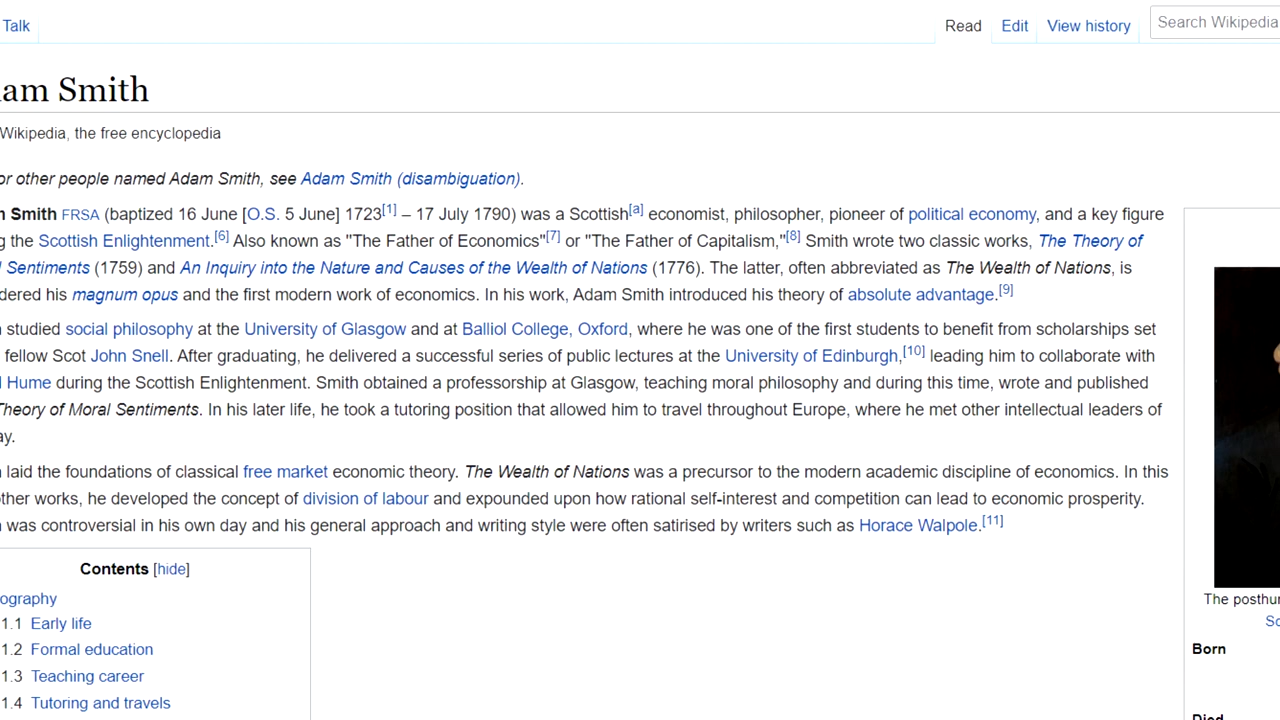 Talk
Read Edit View history Search Wikipedia
am Smith
Wikipedia, the free encyclopedia
or other people named Adam Smith, see Adam Smith (disambiguation).
Smith FRSA (baptized 16 June [O.S. 5 June] 1723[1] – 17 July 1790) was a Scottish[a] economist, philosopher, pioneer of political economy, and a key figure
g the Scottish Enlightenment.[6] Also known as "The Father of Economics"[7] or "The Father of Capitalism,"[8] Smith wrote two classic works, The Theory of
Sentiments (1759) and An Inquiry into the Nature and Causes of the Wealth of Nations (1776). The latter, often abbreviated as The Wealth of Nations, is
dered his magnum opus and the first modern work of economics. In his work, Adam Smith introduced his theory of absolute advantage.[9]
studied social philosophy at the University of Glasgow and at Balliol College, Oxford, where he was one of the first students to benefit from scholarships set
fellow Scot John Snell. After graduating, he delivered a successful series of public lectures at the University of Edinburgh,[10] leading him to collaborate with
Hume during the Scottish Enlightenment. Smith obtained a professorship at Glasgow, teaching moral philosophy and during this time, wrote and published
Theory of Moral Sentiments. In his later life, he took a tutoring position that allowed him to travel throughout Europe, where he met other intellectual leaders of
ay.
laid the foundations of classical free market economic theory. The Wealth of Nations was a precursor to the modern academic discipline of economics. In this
other works, he developed the concept of division of labour and expounded upon how rational self-interest and competition can lead to economic prosperity.
was controversial in his own day and his general approach and writing style were often satirised by writers such as Horace Walpole.[11]
Contents [hide]
ography
1.1 Early life
1.2 Formal education
1.3 Teaching career
1.4 Tutoring and travels
The posthu
Sc
Born
Died